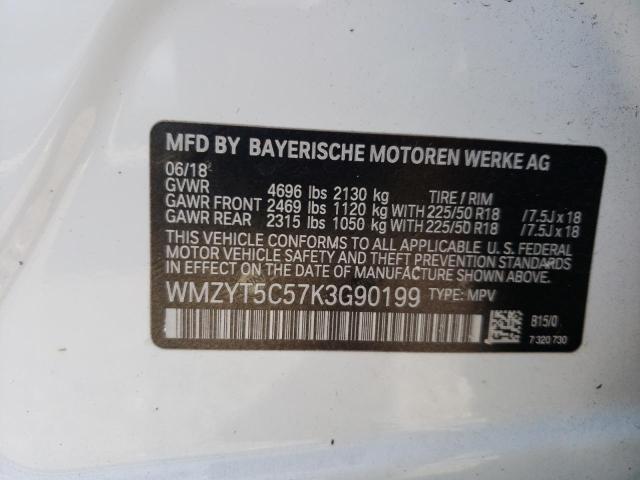 MFD BY BAYERISCHE MOTOREN WERKE AG
06/18
GVWR 4696 lbs 2130 kg TIRE / RIM
GAWR FRONT 2469 lbs 1120 kg WITH 225/50 R18 /7.5J x 18
GAWR REAR 2315 lbs 1050 kg WITH 225/50 R18 /7.5J x 18
THIS VEHICLE CONFORMS TO ALL APPLICABLE U. S. FEDERAL
MOTOR VEHICLE SAFETY AND THEFT PREVENTION STANDARDS
IN EFFECT ON THE DATE OF MANUFACTURE SHOWN ABOVE.
WMZYT5C57K3G90199 TYPE: MPV
B15/0
7 320 730